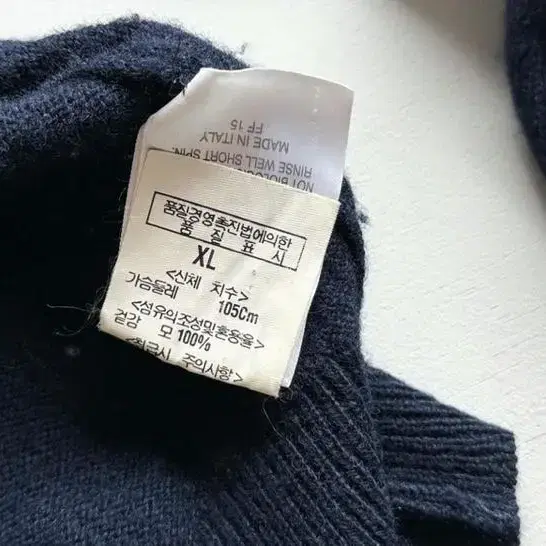 NOT BIOLOG
RINSE WELL SHORT SPIN.
MADE IN ITALY
FF 15
품질경영촉진법에의한
품 질 표 시
XL
<신체 치수>
가슴둘레 105Cm
<섬유의조성및혼용율>
겉감 모 100%
<취급시 주의사항>